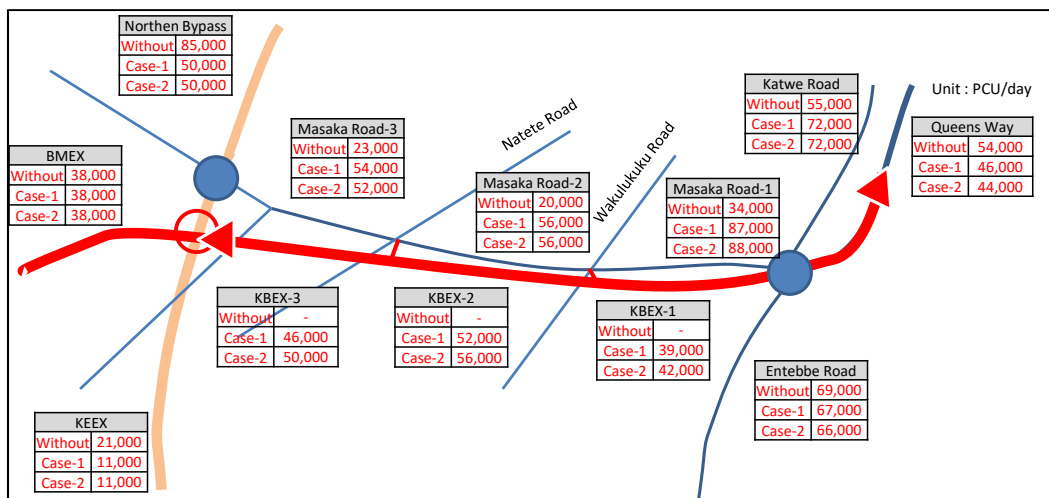 Northen Bypass
Without 85,000
Case-1 50,000
Case-2 50,000
Katwe Road
Without 55,000
Case-1 72,000
Case-2 72,000
Unit : PCU/day
Queens Way
Without 54,000
Case-1 46,000
Case-2 44,000
Masaka Road-3
Without 23,000
Case-1 54,000
Case-2 52,000
Natete Road
BMEX
Without 38,000
Case-1 38,000
Case-2 38,000
Masaka Road-2
Without 20,000
Case-1 56,000
Case-2 56,000
Wakulukuku Road
Masaka Road-1
Without 34,000
Case-1 87,000
Case-2 88,000
KBEX-3
Without -
Case-1 46,000
Case-2 50,000
KBEX-2
Without -
Case-1 52,000
Case-2 56,000
KBEX-1
Without -
Case-1 39,000
Case-2 42,000
Entebbe Road
Without 69,000
Case-1 67,000
Case-2 66,000
KEEX
Without 21,000
Case-1 11,000
Case-2 11,000